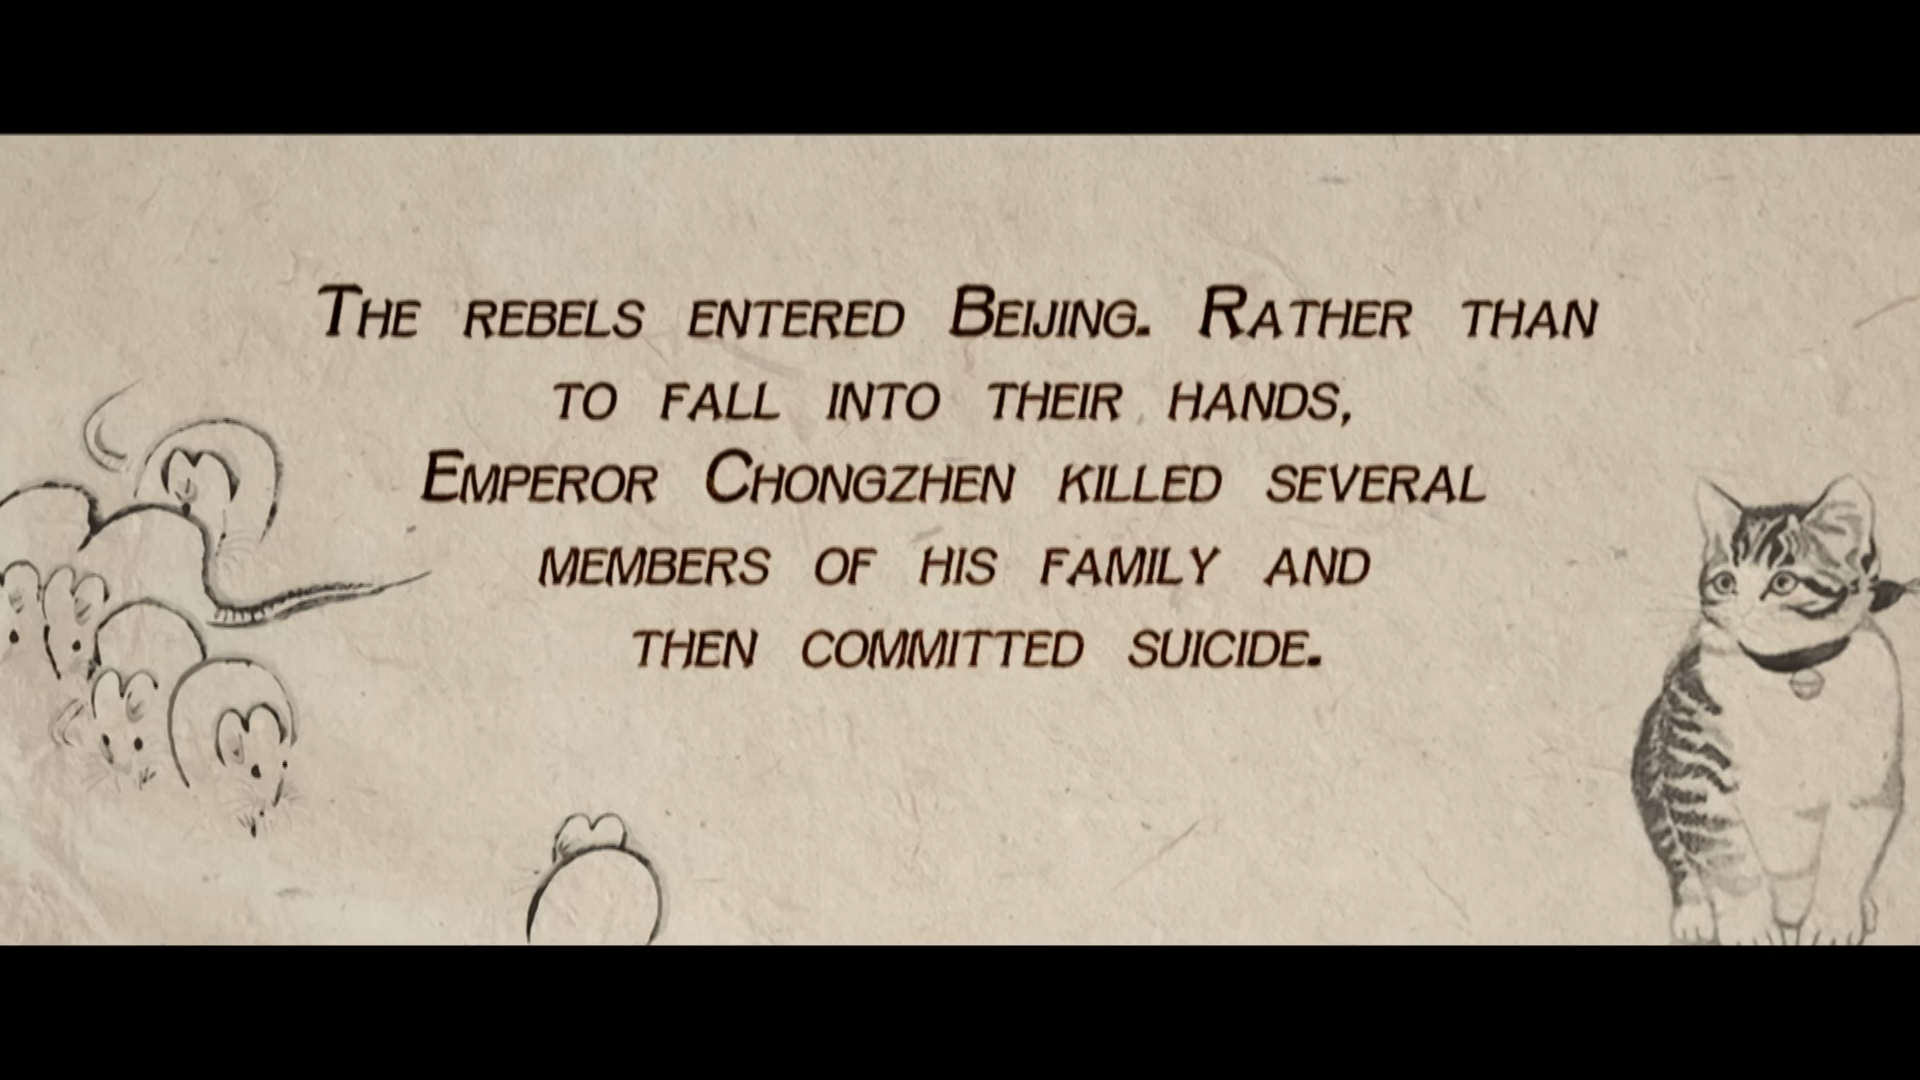 The rebels entered Beijing. Rather than
to fall into their hands,
Emperor Chongzhen killed several
members of his family and
then committed suicide.